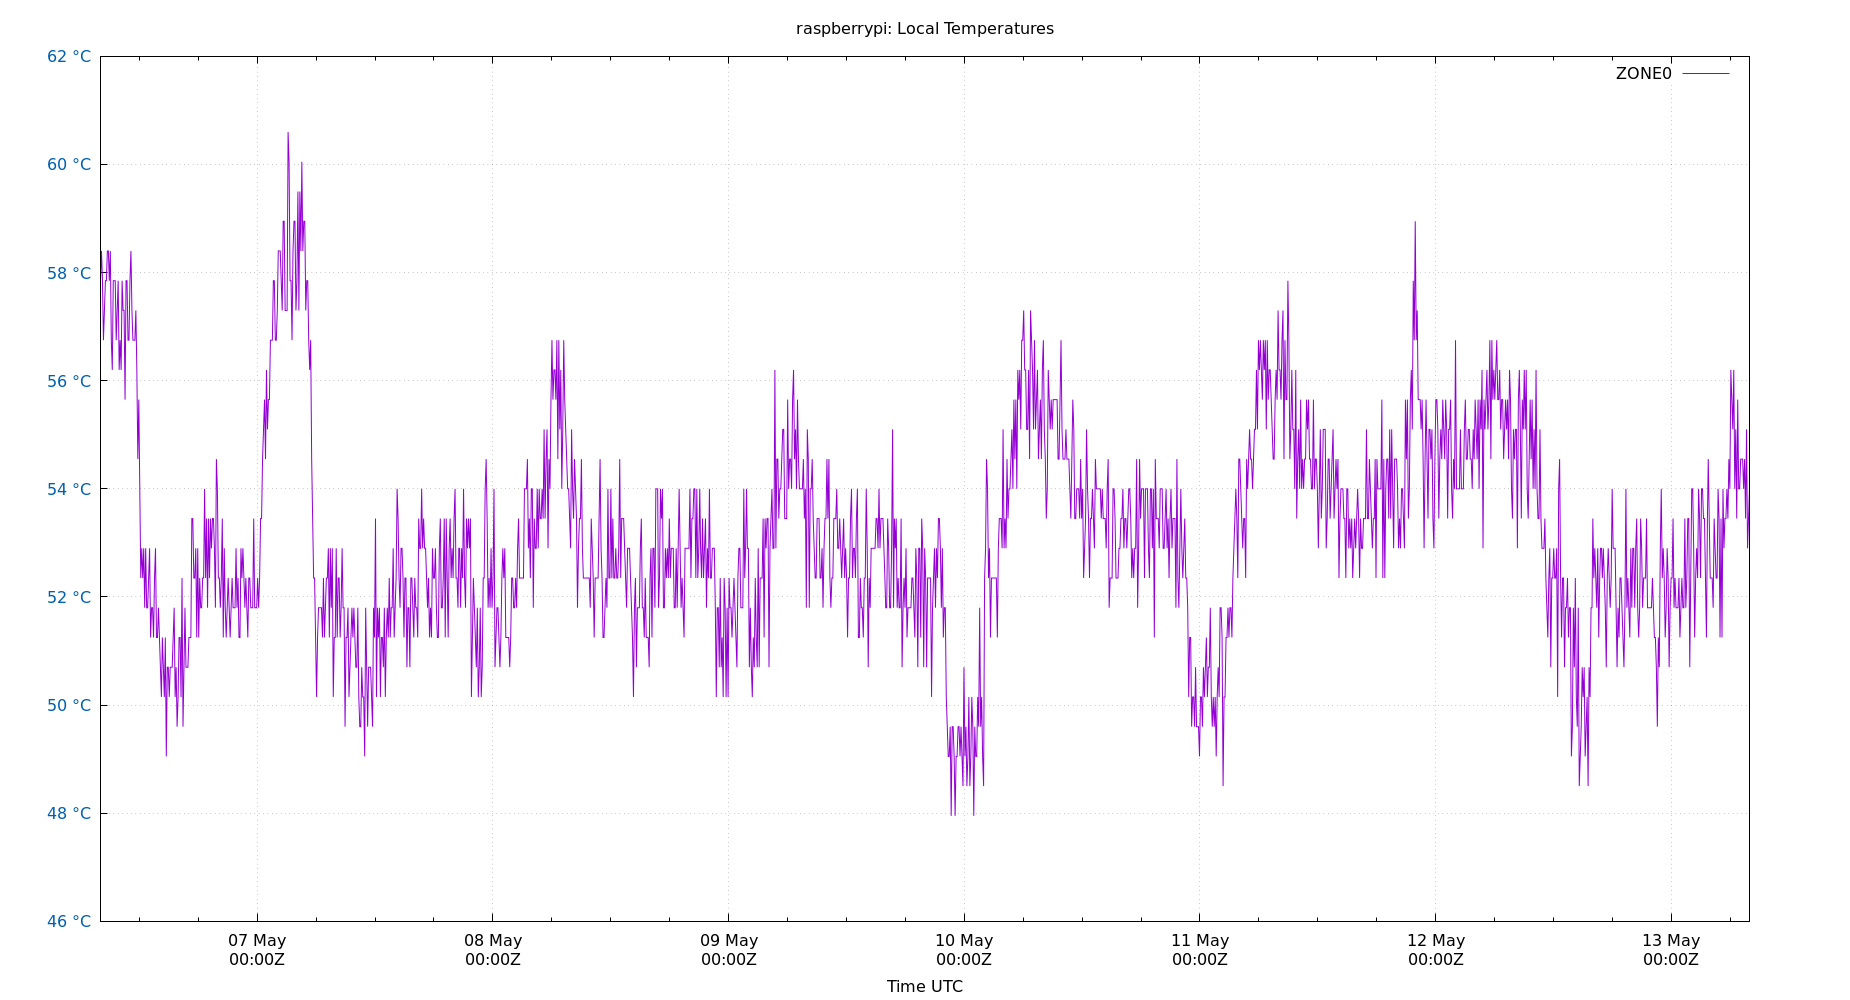 raspberrypi: Local Temperatures
62 °C
ZONE0
60 °C
58 °C
56 °C
54 °C
52 °C
50 °C
48 °C
46 °C
07 May 08 May 09 May 10 May 11 May 12 May 13 May
00:00Z 00:00Z 00:00Z 00:00Z 00:00Z 00:00Z 00:00Z
Time UTC